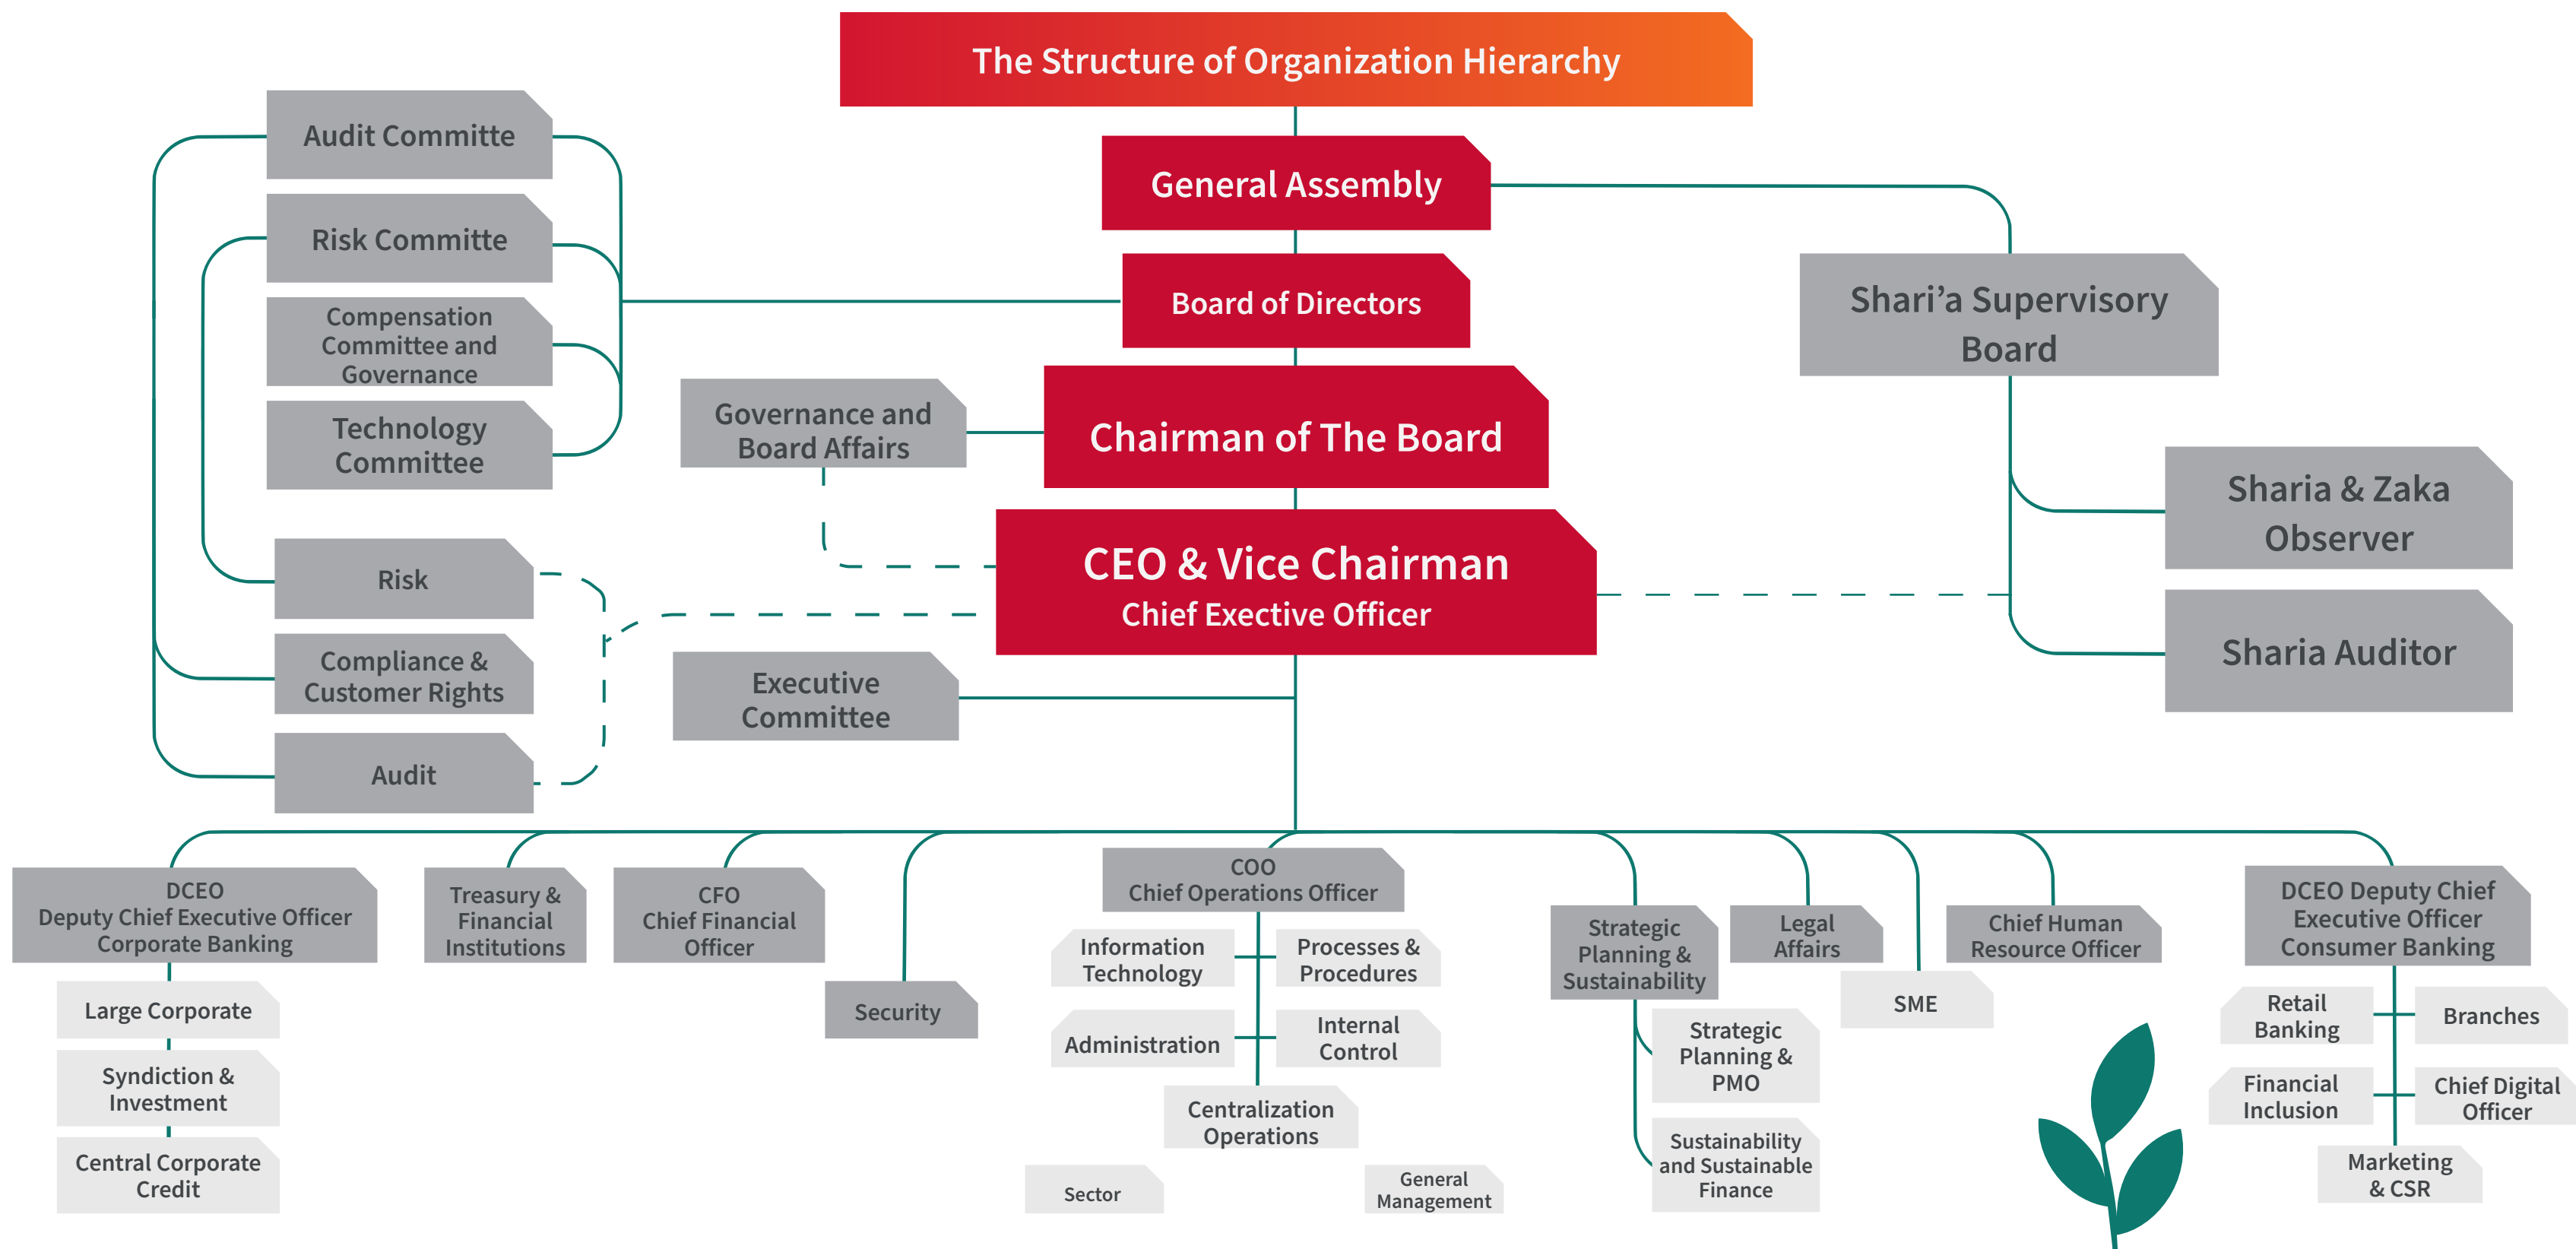 The Structure of Organization Hierarchy
General Assembly
Board of Directors
Chairman of The Board
CEO & Vice Chairman
Chief Exective Officer
Audit Committe
Risk Committe
Compensation
Committee and
Governance
Technology
Committee
Governance and
Board Affairs
Risk
Compliance &
Customer Rights
Audit
Executive
Committee
Shari’a Supervisory
Board
Sharia & Zaka
Observer
Sharia Auditor
DCEO
Deputy Chief Executive Officer
Corporate Banking
Large Corporate
Syndiction &
Investment
Central Corporate
Credit
Treasury &
Financial
Institutions
CFO
Chief Financial
Officer
Security
COO
Chief Operations Officer
Information
Technology
Processes &
Procedures
Administration
Internal
Control
Centralization
Operations
Sector
General
Management
Strategic
Planning &
Sustainability
Strategic
Planning &
PMO
Sustainability
and Sustainable
Finance
Legal
Affairs
SME
Chief Human
Resource Officer
DCEO Deputy Chief
Executive Officer
Consumer Banking
Retail
Banking
Branches
Financial
Inclusion
Chief Digital
Officer
Marketing
& CSR